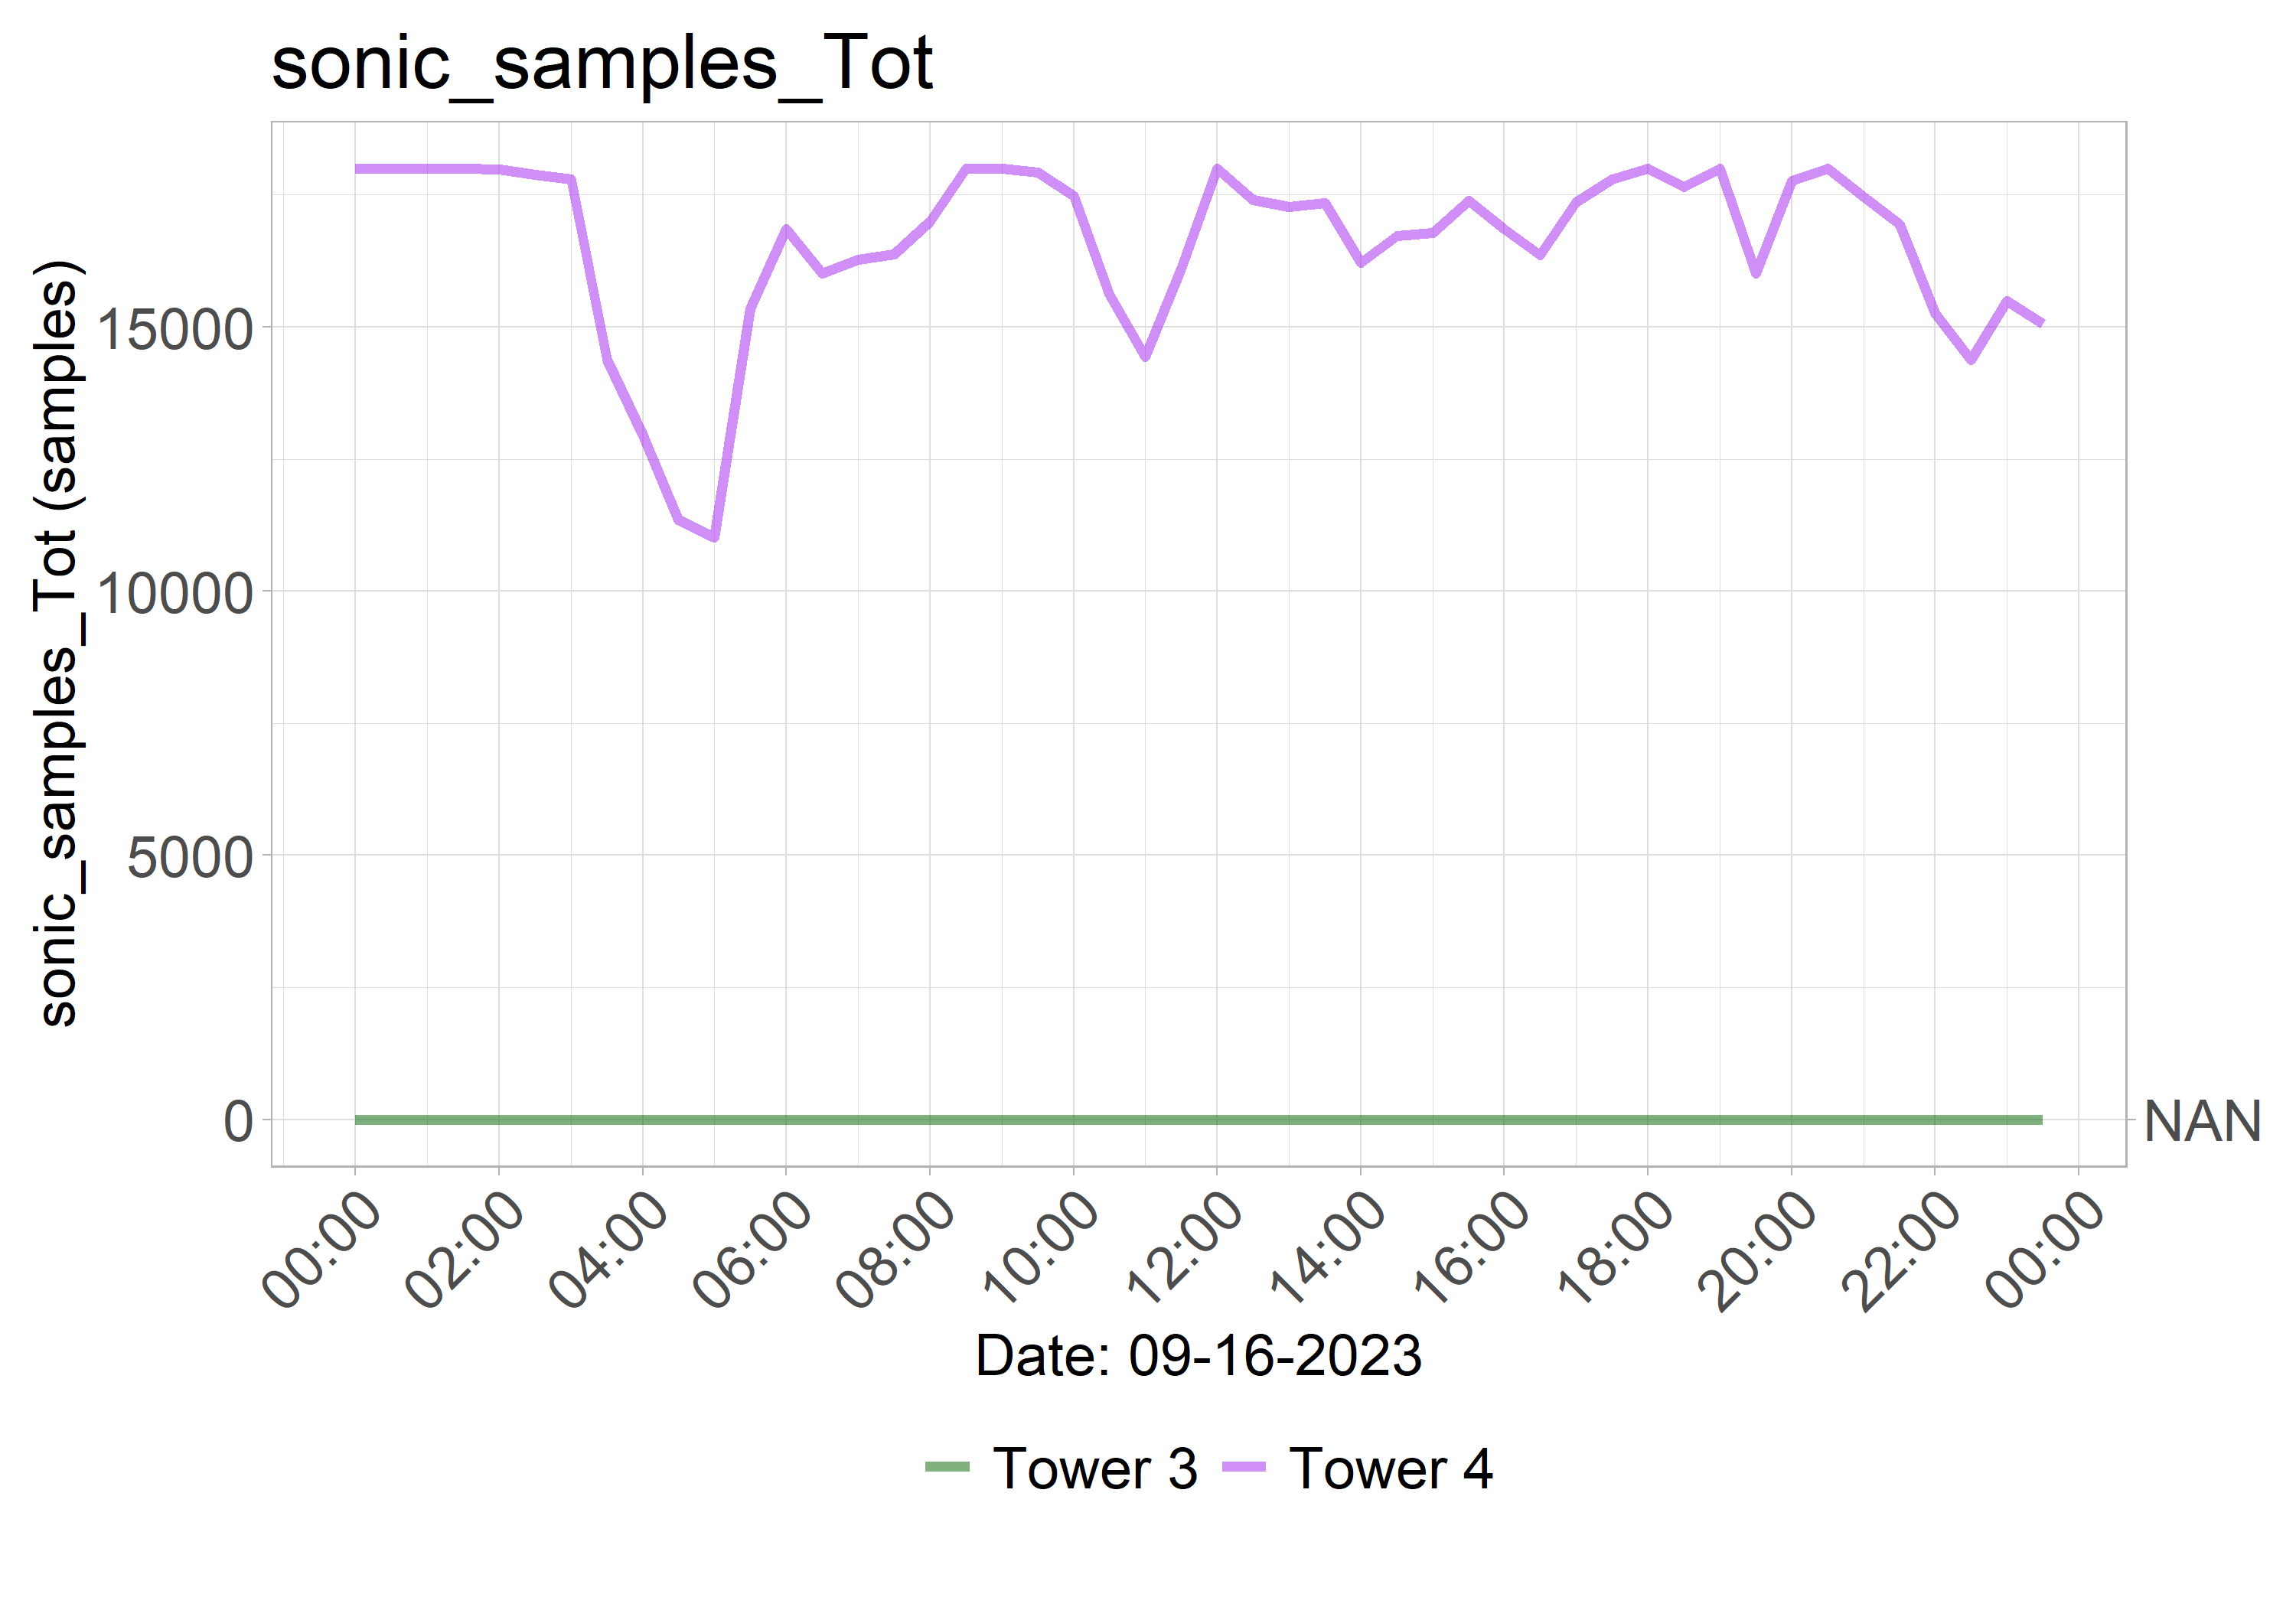 sonic_samples_Tot
sonic_samples_Tot (samples)
15000
10000
5000
0
NAN
00:00
02:00
04:00
06:00
08:00
10:00
12:00
14:00
16:00
18:00
20:00
22:00
00:00
Date: 09-16-2023
Tower 3
Tower 4